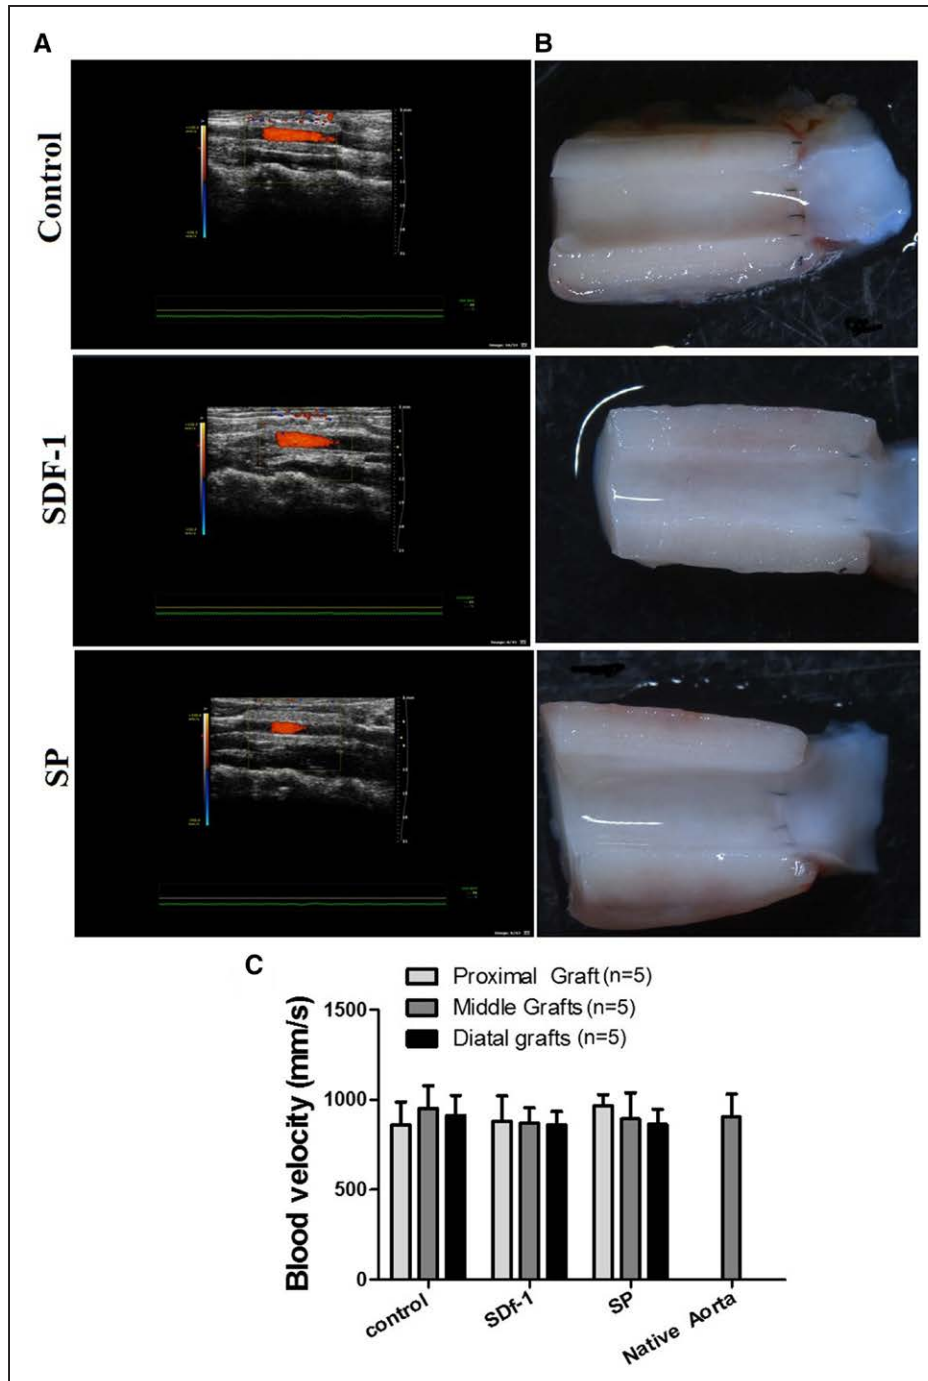 A
B
Control
SDF-1
SP
C
Proximal Graft (n=5)
Middle Grafts (n=5)
Diatal grafts (n=5)
Blood velocity (mm/s)
1500
1000
500
0
control
SDf-1
SP
Native Aorta